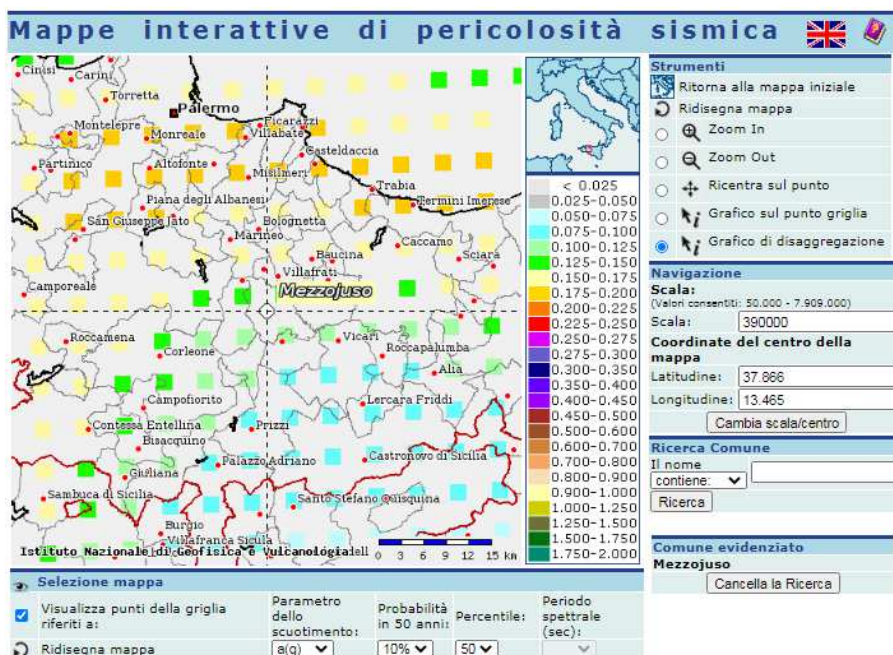 Mappe interattive di pericolosità sismica
Cinisi
Carini
Torretta
Palermo
Montelepre
Monreale
Ficarazzi
Villabate
Partinico
Altofonte
Casteldaccia
Misilmeri
Trabia
Piana degli Albanesi
Termini Imerese
San Giuseppe Jato
Bolognetta
Marineo
Caccamo
Baucina
Sciara
Villafrati
Camporeale
Mezzojuso
Roccamena
Vicari
Corleone
Roccapalumba
Alia
Campofiorito
Lercara Friddi
Contessa Entellina
Prizzi
Bisacquino
Palazzo Adriano
Castronovo di Sicilia
Giuliana
Sambuca di Sicilia
Santo Stefano Quisquina
Burgio
Villafranca Sicula
Istituto Nazionale di Geofisica e Vulcanologia
0 3 6 9 12 15 km
< 0.025
0.025-0.050
0.050-0.075
0.075-0.100
0.100-0.125
0.125-0.150
0.150-0.175
0.175-0.200
0.200-0.225
0.225-0.250
0.250-0.275
0.275-0.300
0.300-0.350
0.350-0.400
0.400-0.450
0.450-0.500
0.500-0.600
0.600-0.700
0.700-0.800
0.800-0.900
0.900-1.000
1.000-1.250
1.250-1.500
1.500-1.750
1.750-2.000
Strumenti
Ritorna alla mappa iniziale
Ridisegna mappa
Zoom In
Zoom Out
Ricentra sul punto
Grafico sul punto griglia
Grafico di disaggregazione
Navigazione
Scala:
(Valori consentiti: 50.000 - 7.909.000)
Scala: 390000
Coordinate del centro della
mappa
Latitudine: 37.866
Longitudine: 13.465
Cambia scala/centro
Ricerca Comune
Il nome
contiene:
Ricerca
Comune evidenziato
Mezzojuso
Cancella la Ricerca
Selezione mappa
Visualizza punti della griglia
riferiti a:
Parametro
dello
scuotimento:
Probabilità
in 50 anni:
Percentile:
Periodo
spettrale
(sec):
Ridisegna mappa
a(g) 10% 50